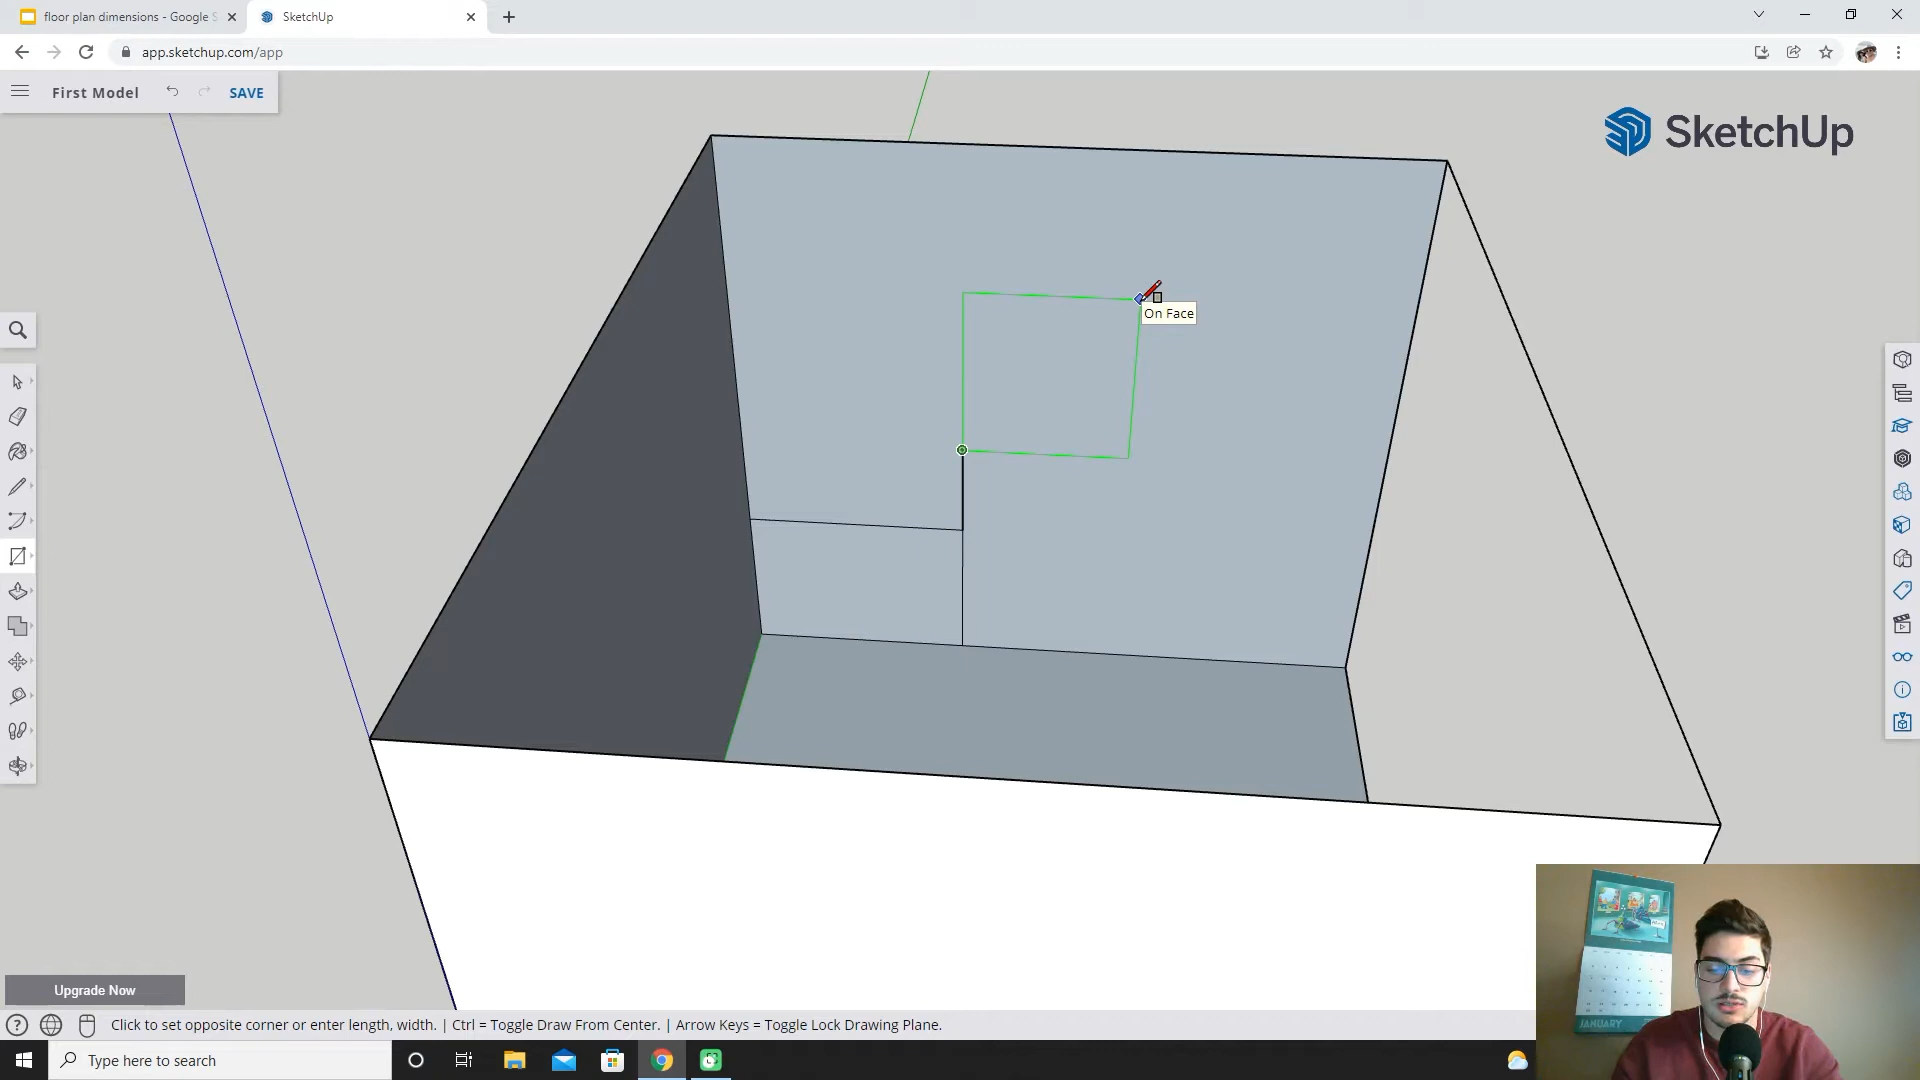 floor plan dimensions - Google S
SketchUp
app.sketchup.com/app
First Model
SAVE
SketchUp
On Face
Upgrade Now
JANUARY
Click to set opposite corner or enter length, width. | Ctrl = Toggle Draw From Center. | Arrow Keys = Toggle Lock Drawing Plane.
Type here to search